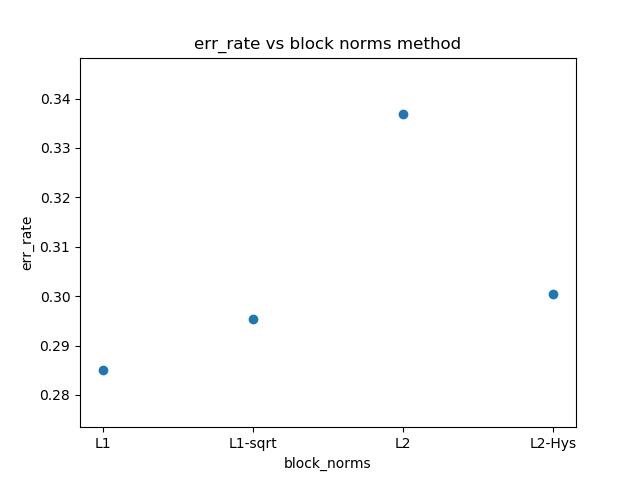 err_rate vs block norms method
0.34
0.33
0.32
0.31
0.30
0.29
0.28
err_rate
L1 L1-sqrt L2 L2-Hys
block_norms